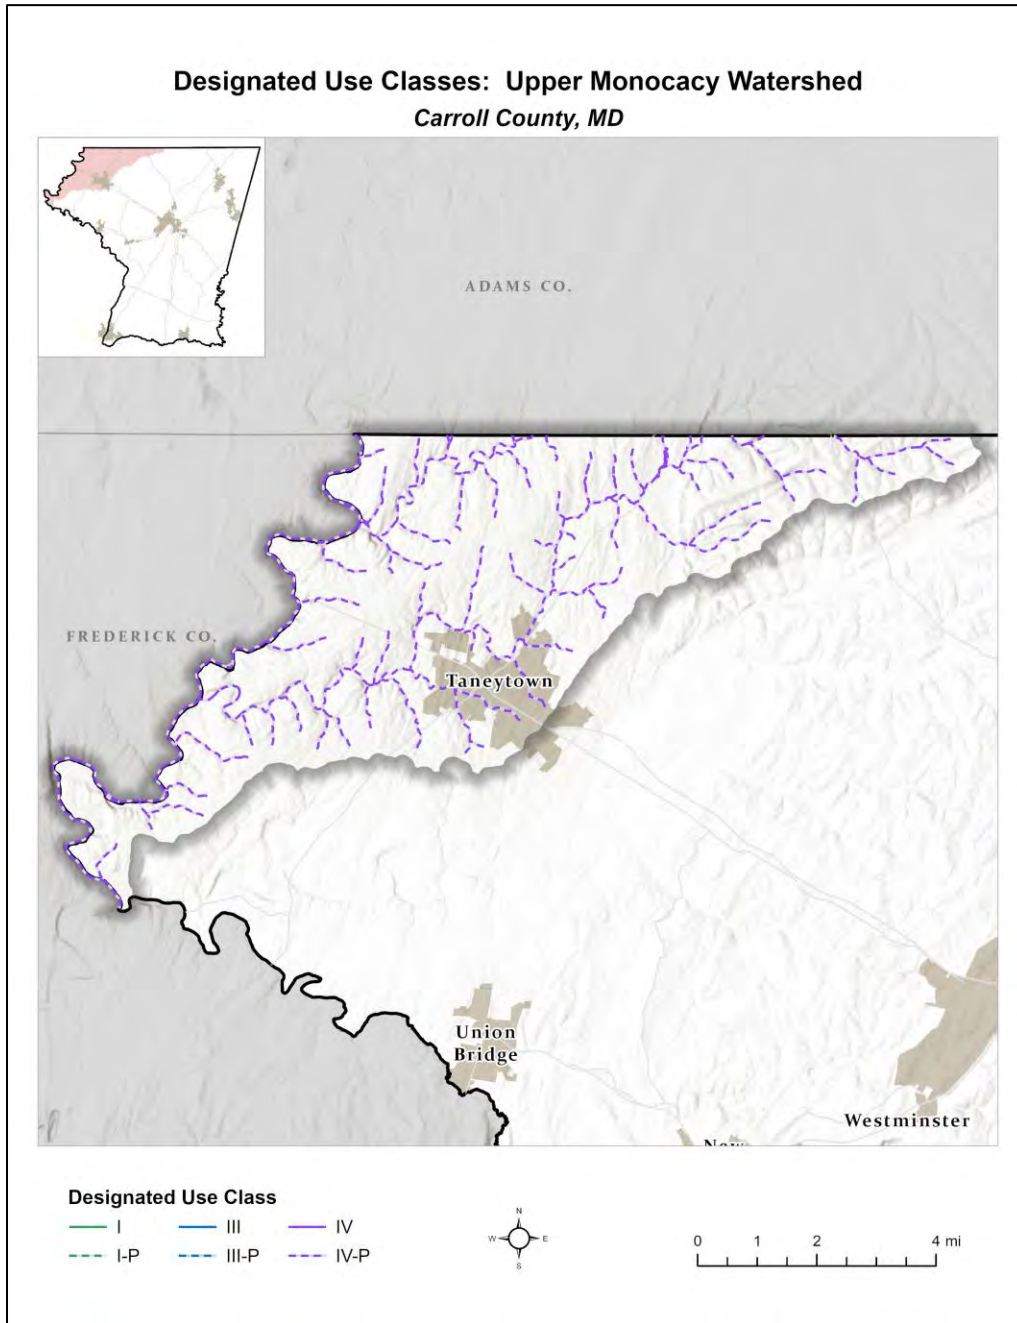 Designated Use Classes: Upper Monocacy Watershed
Carroll County, MD
ADAMS CO.
FREDERICK CO.
Taneytown
Union
Bridge
Westminster
Designated Use Class
I III IV
I-P III-P IV-P
N
W E
S
0 1 2 4 mi